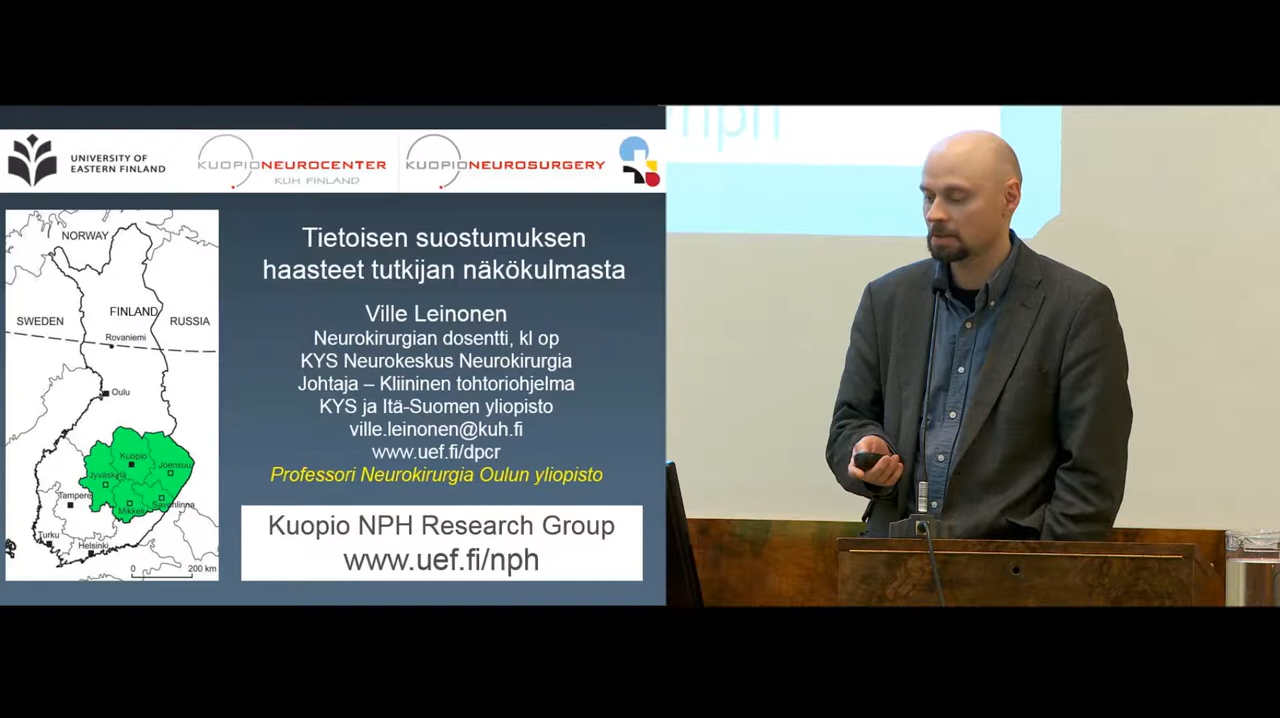 UNIVERSITY OF
EASTERN FINLAND
KUOPIONEUROCENTER
KUH FINLAND
KUOPIONEUROSURGERY
NORWAY
FINLAND
SWEDEN
RUSSIA
Rovaniemi
Oulu
Kuopio
Joensuu
Jyväskylä
Tampere
Mikkeli
Savonlinna
Turku
Helsinki
0 200 km
Tietoisen suostumuksen
haasteet tutkijan näkökulmasta
Ville Leinonen
Neurokirurgian dosentti, kl op
KYS Neurokeskus Neurokirurgia
Johtaja – Kliininen tohtoriohjelma
KYS ja Itä-Suomen yliopisto
ville.leinonen@kuh.fi
www.uef.fi/dpcr
Professori Neurokirurgia Oulun yliopisto
Kuopio NPH Research Group
www.uef.fi/nph
nph